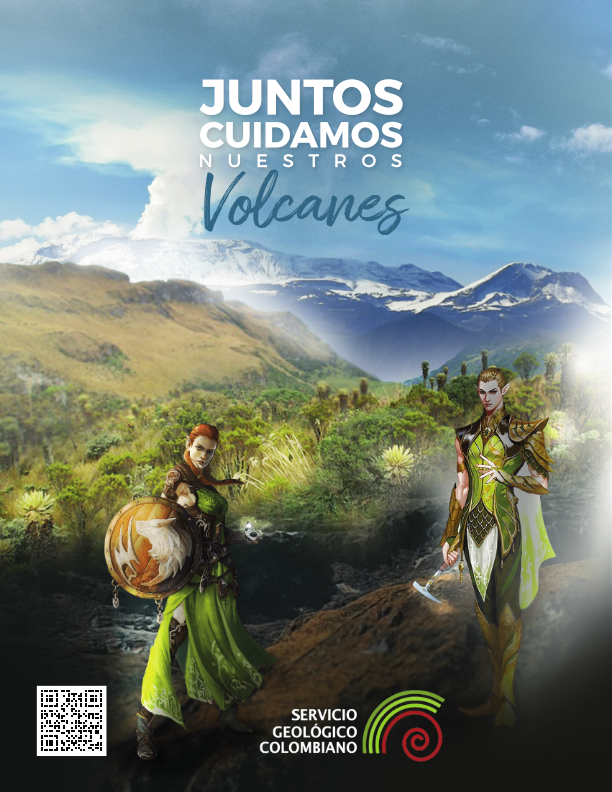 JUNTOS
CUIDAMOS
NUESTROS
Volcanes
SERVICIO
GEOLÓGICO
COLOMBIANO